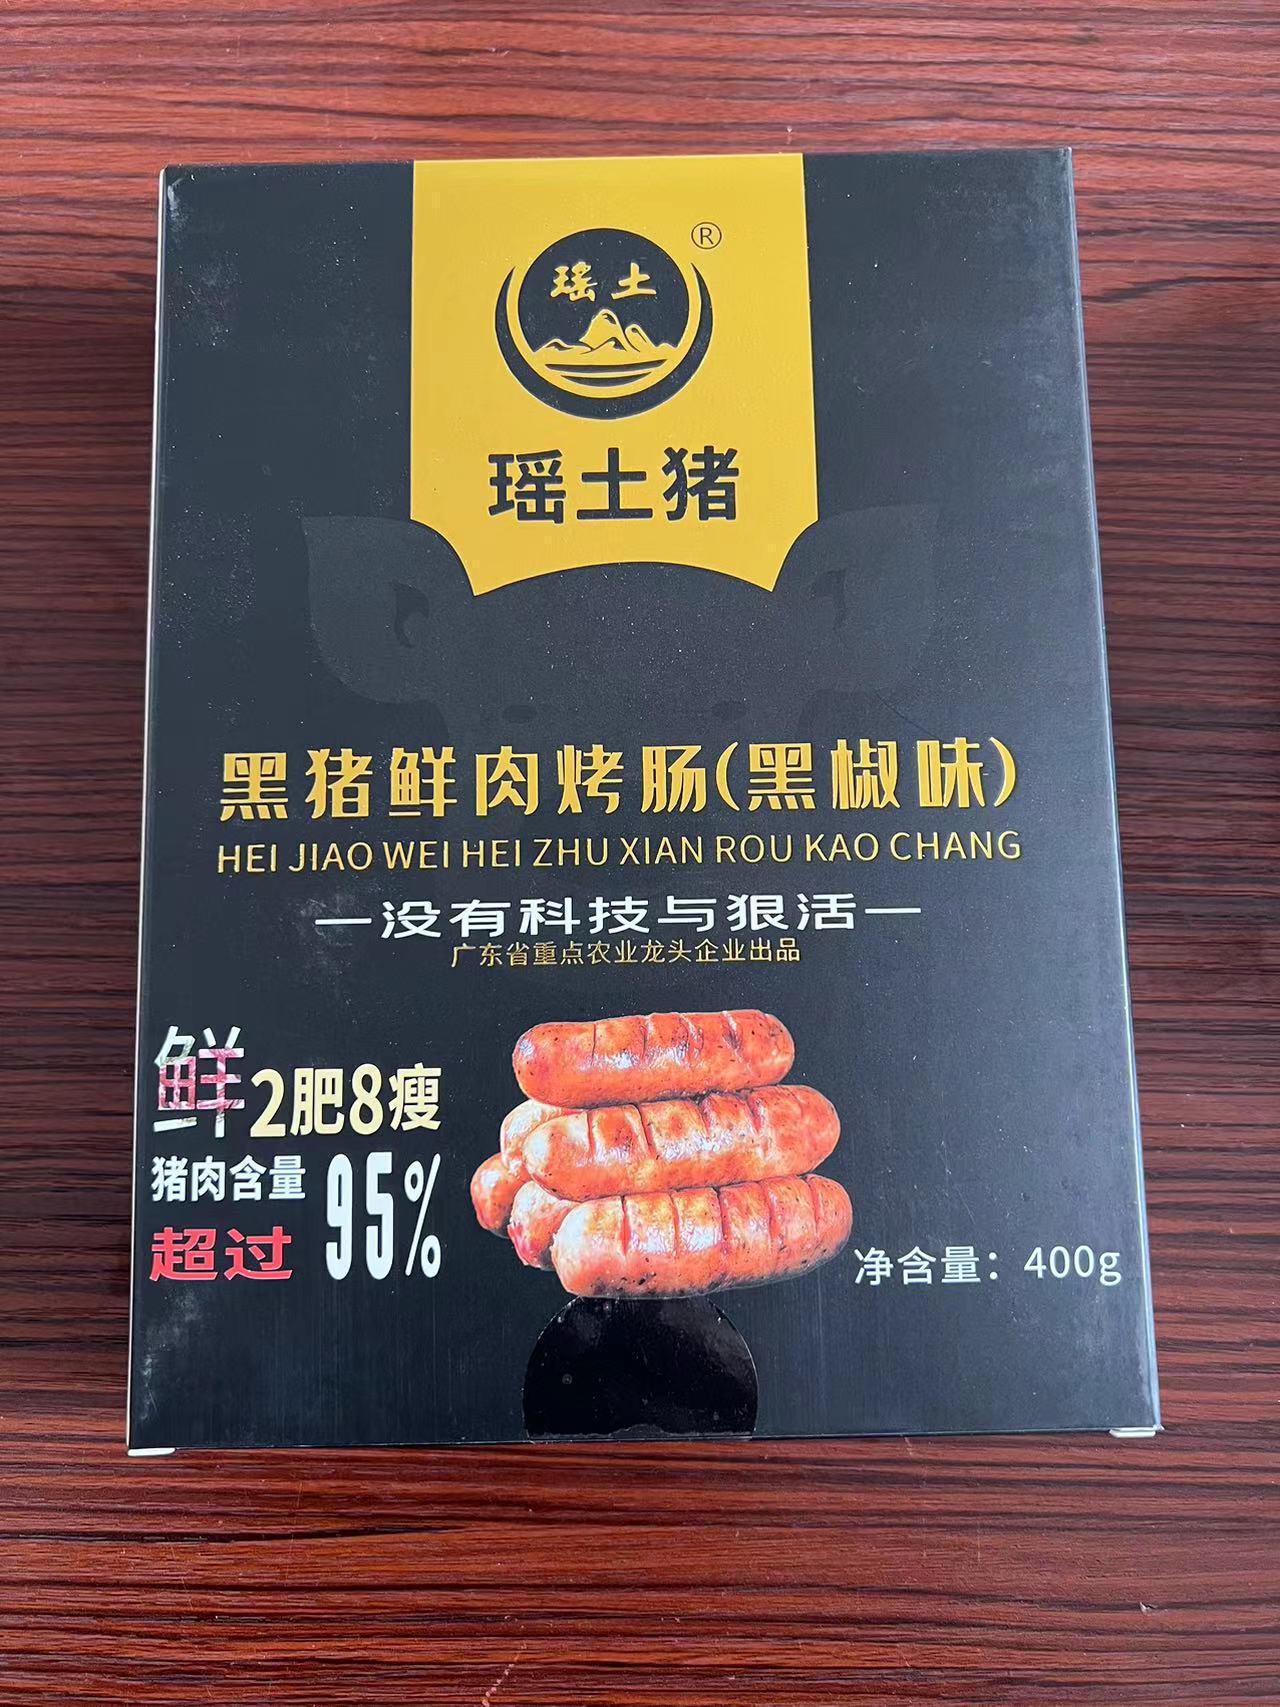 ®
瑶土
瑶土猪
黑猪鲜肉烤肠(黑椒味)
HEI JIAO WEI HEI ZHU XIAN ROU KAO CHANG
—没有科技与狠活—
广东省重点农业龙头企业出品
鲜2肥8瘦
猪肉含量
超过 95%
净含量：400g